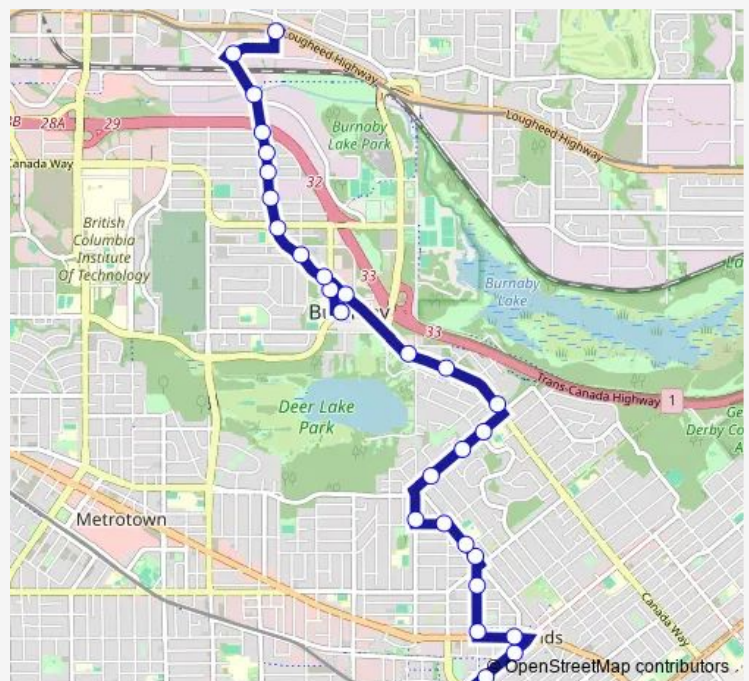 Lougheed Highway
Lougheed Highway
28A
29
Burnaby
Lake Park
Canada Way
32
British
Columbia
Institute
Of Technology
33
Burnaby
Lake
33
Trans-Canada Highway
1
Deer Lake
Park
Derby
Metrotown
Canada Way
© OpenStreetMap contributors